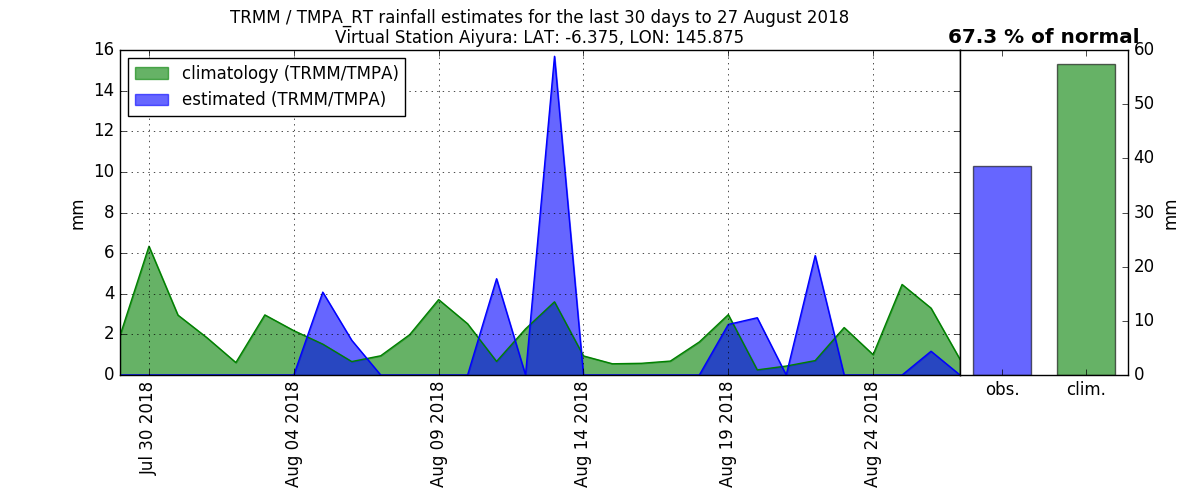 TRMM / TMPA_RT rainfall estimates for the last 30 days to 27 August 2018
Virtual Station Aiyura: LAT: -6.375, LON: 145.875
67.3 % of normal
climatology (TRMM/TMPA)
estimated (TRMM/TMPA)
16
14
12
10
8
6
4
2
0
mm
60
50
40
30
20
10
0
mm
obs.
clim.
Jul 30 2018
Aug 04 2018
Aug 09 2018
Aug 14 2018
Aug 19 2018
Aug 24 2018